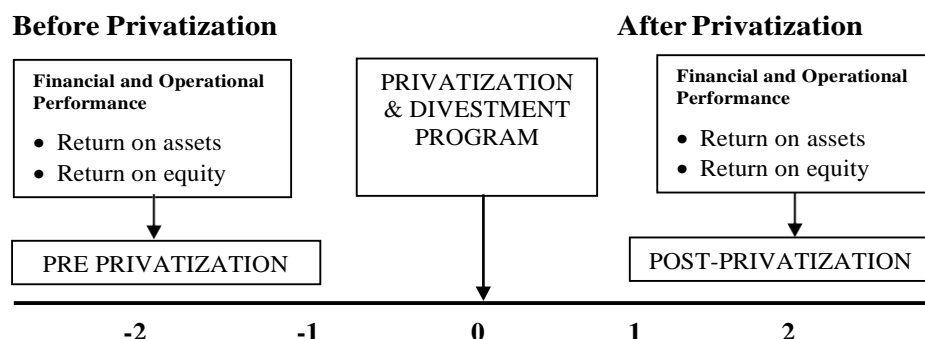 Before Privatization
After Privatization
Financial and Operational
Performance
• Return on assets
• Return on equity
PRIVATIZATION
& DIVESTMENT
PROGRAM
Financial and Operational
Performance
• Return on assets
• Return on equity
PRE PRIVATIZATION
POST-PRIVATIZATION
-2 -1 0 1 2